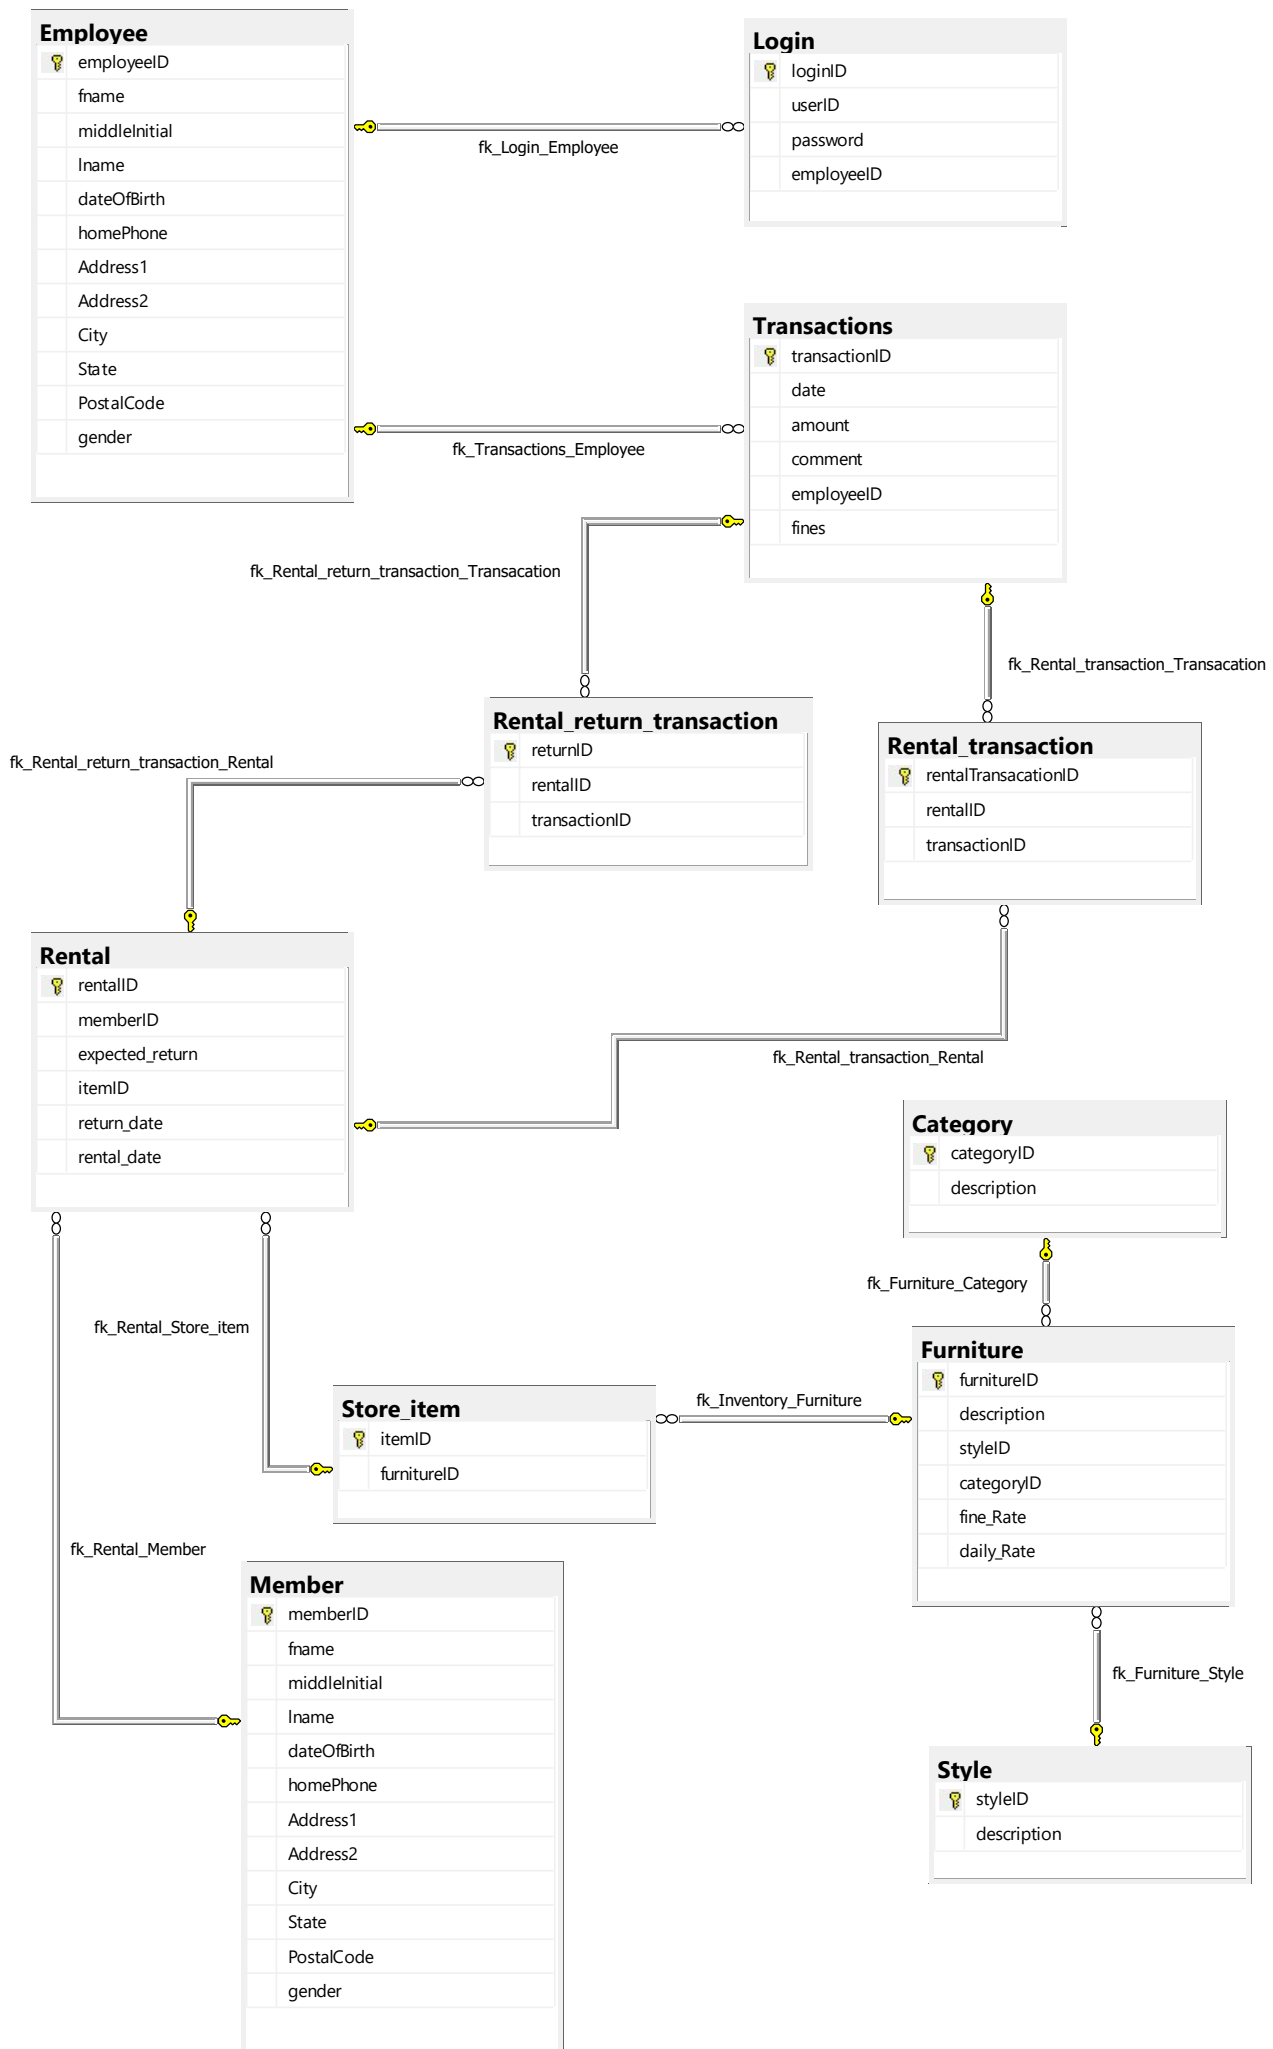 Employee
employeeID
fname
middleInitial
lname
dateOfBirth
homePhone
Address1
Address2
City
State
PostalCode
gender
Login
loginID
userID
password
employeeID
fk_Login_Employee
Transactions
transactionID
date
amount
comment
employeeID
fines
fk_Transactions_Employee
fk_Rental_return_transaction_Transacation
fk_Rental_transaction_Transacation
Rental_return_transaction
returnID
rentalID
transactionID
Rental_transaction
rentalTransacationID
rentalID
transactionID
fk_Rental_return_transaction_Rental
Rental
rentalID
memberID
expected_return
itemID
return_date
rental_date
fk_Rental_transaction_Rental
Category
categoryID
description
fk_Furniture_Category
fk_Rental_Store_item
Furniture
furnitureID
description
styleID
categoryID
fine_Rate
daily_Rate
fk_Inventory_Furniture
Store_item
itemID
furnitureID
fk_Rental_Member
Member
memberID
fname
middleInitial
lname
dateOfBirth
homePhone
Address1
Address2
City
State
PostalCode
gender
fk_Furniture_Style
Style
styleID
description